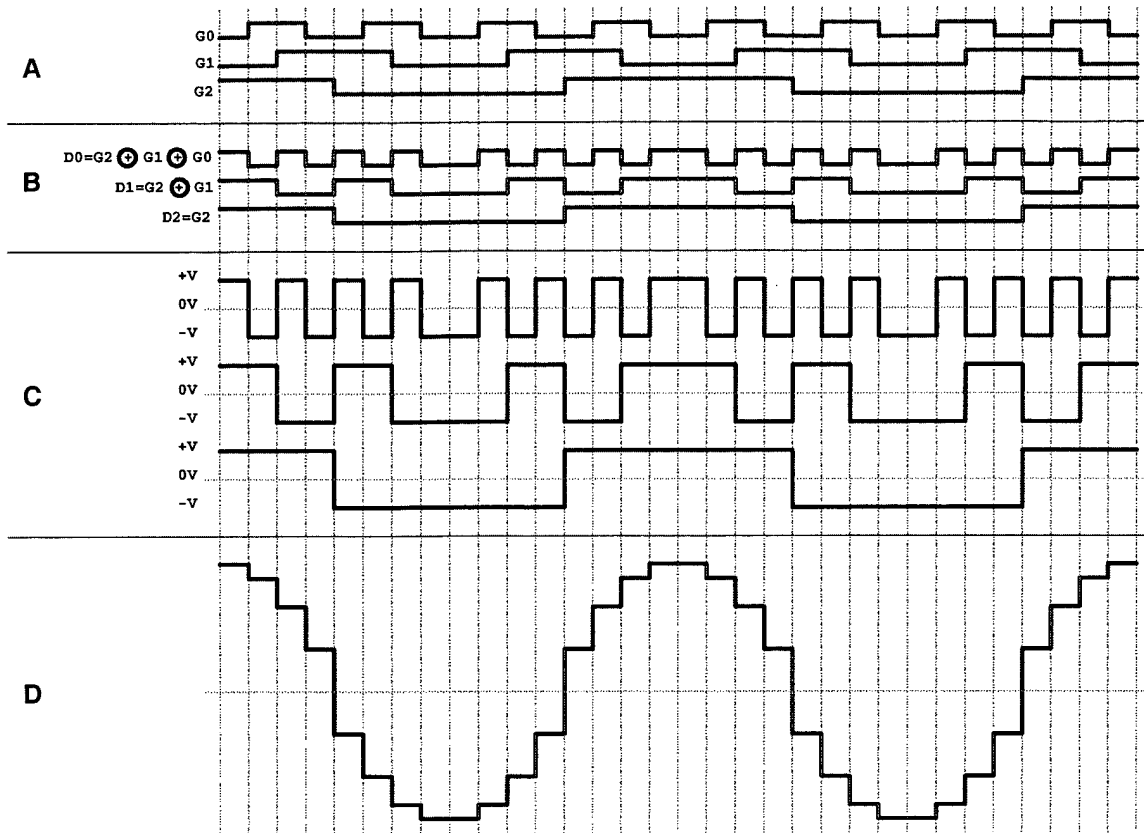 G0
A
G1
G2
D0=G2 ⊕ G1 ⊕ G0
B
D1=G2 ⊕ G1
D2=G2
+V
0V
-V
+V
C
0V
-V
+V
0V
-V
D